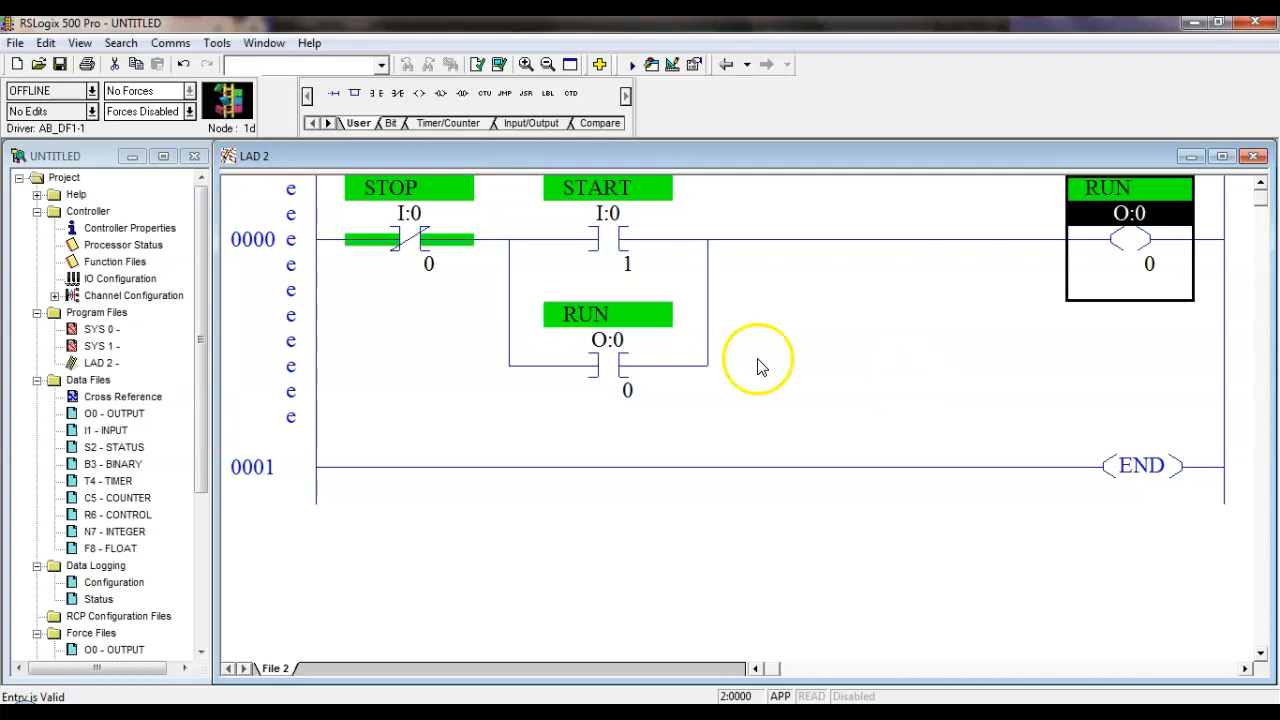 RSLogix 500 Pro - UNTITLED
File Edit View Search Comms Tools Window Help
OFFLINE No Forces
No Edits Forces Disabled
Driver: AB_DF1-1 Node : 1d
CTU JMP JSR LBL CTD
User Bit Timer/Counter Input/Output Compare
UNTITLED
Project
Help
Controller
Controller Properties
Processor Status
Function Files
IO Configuration
Channel Configuration
Program Files
SYS 0 -
SYS 1 -
LAD 2 -
Data Files
Cross Reference
O0 - OUTPUT
I1 - INPUT
S2 - STATUS
B3 - BINARY
T4 - TIMER
C5 - COUNTER
R6 - CONTROL
N7 - INTEGER
F8 - FLOAT
Data Logging
Configuration
Status
RCP Configuration Files
Force Files
O0 - OUTPUT
LAD 2
e STOP START RUN
e I:0 I:0 O:0
0000 e
e 0 1 0
e
e RUN
e O:0
e
e 0
e
0001 END
File 2
Entry is Valid 2:0000 APP READ Disabled